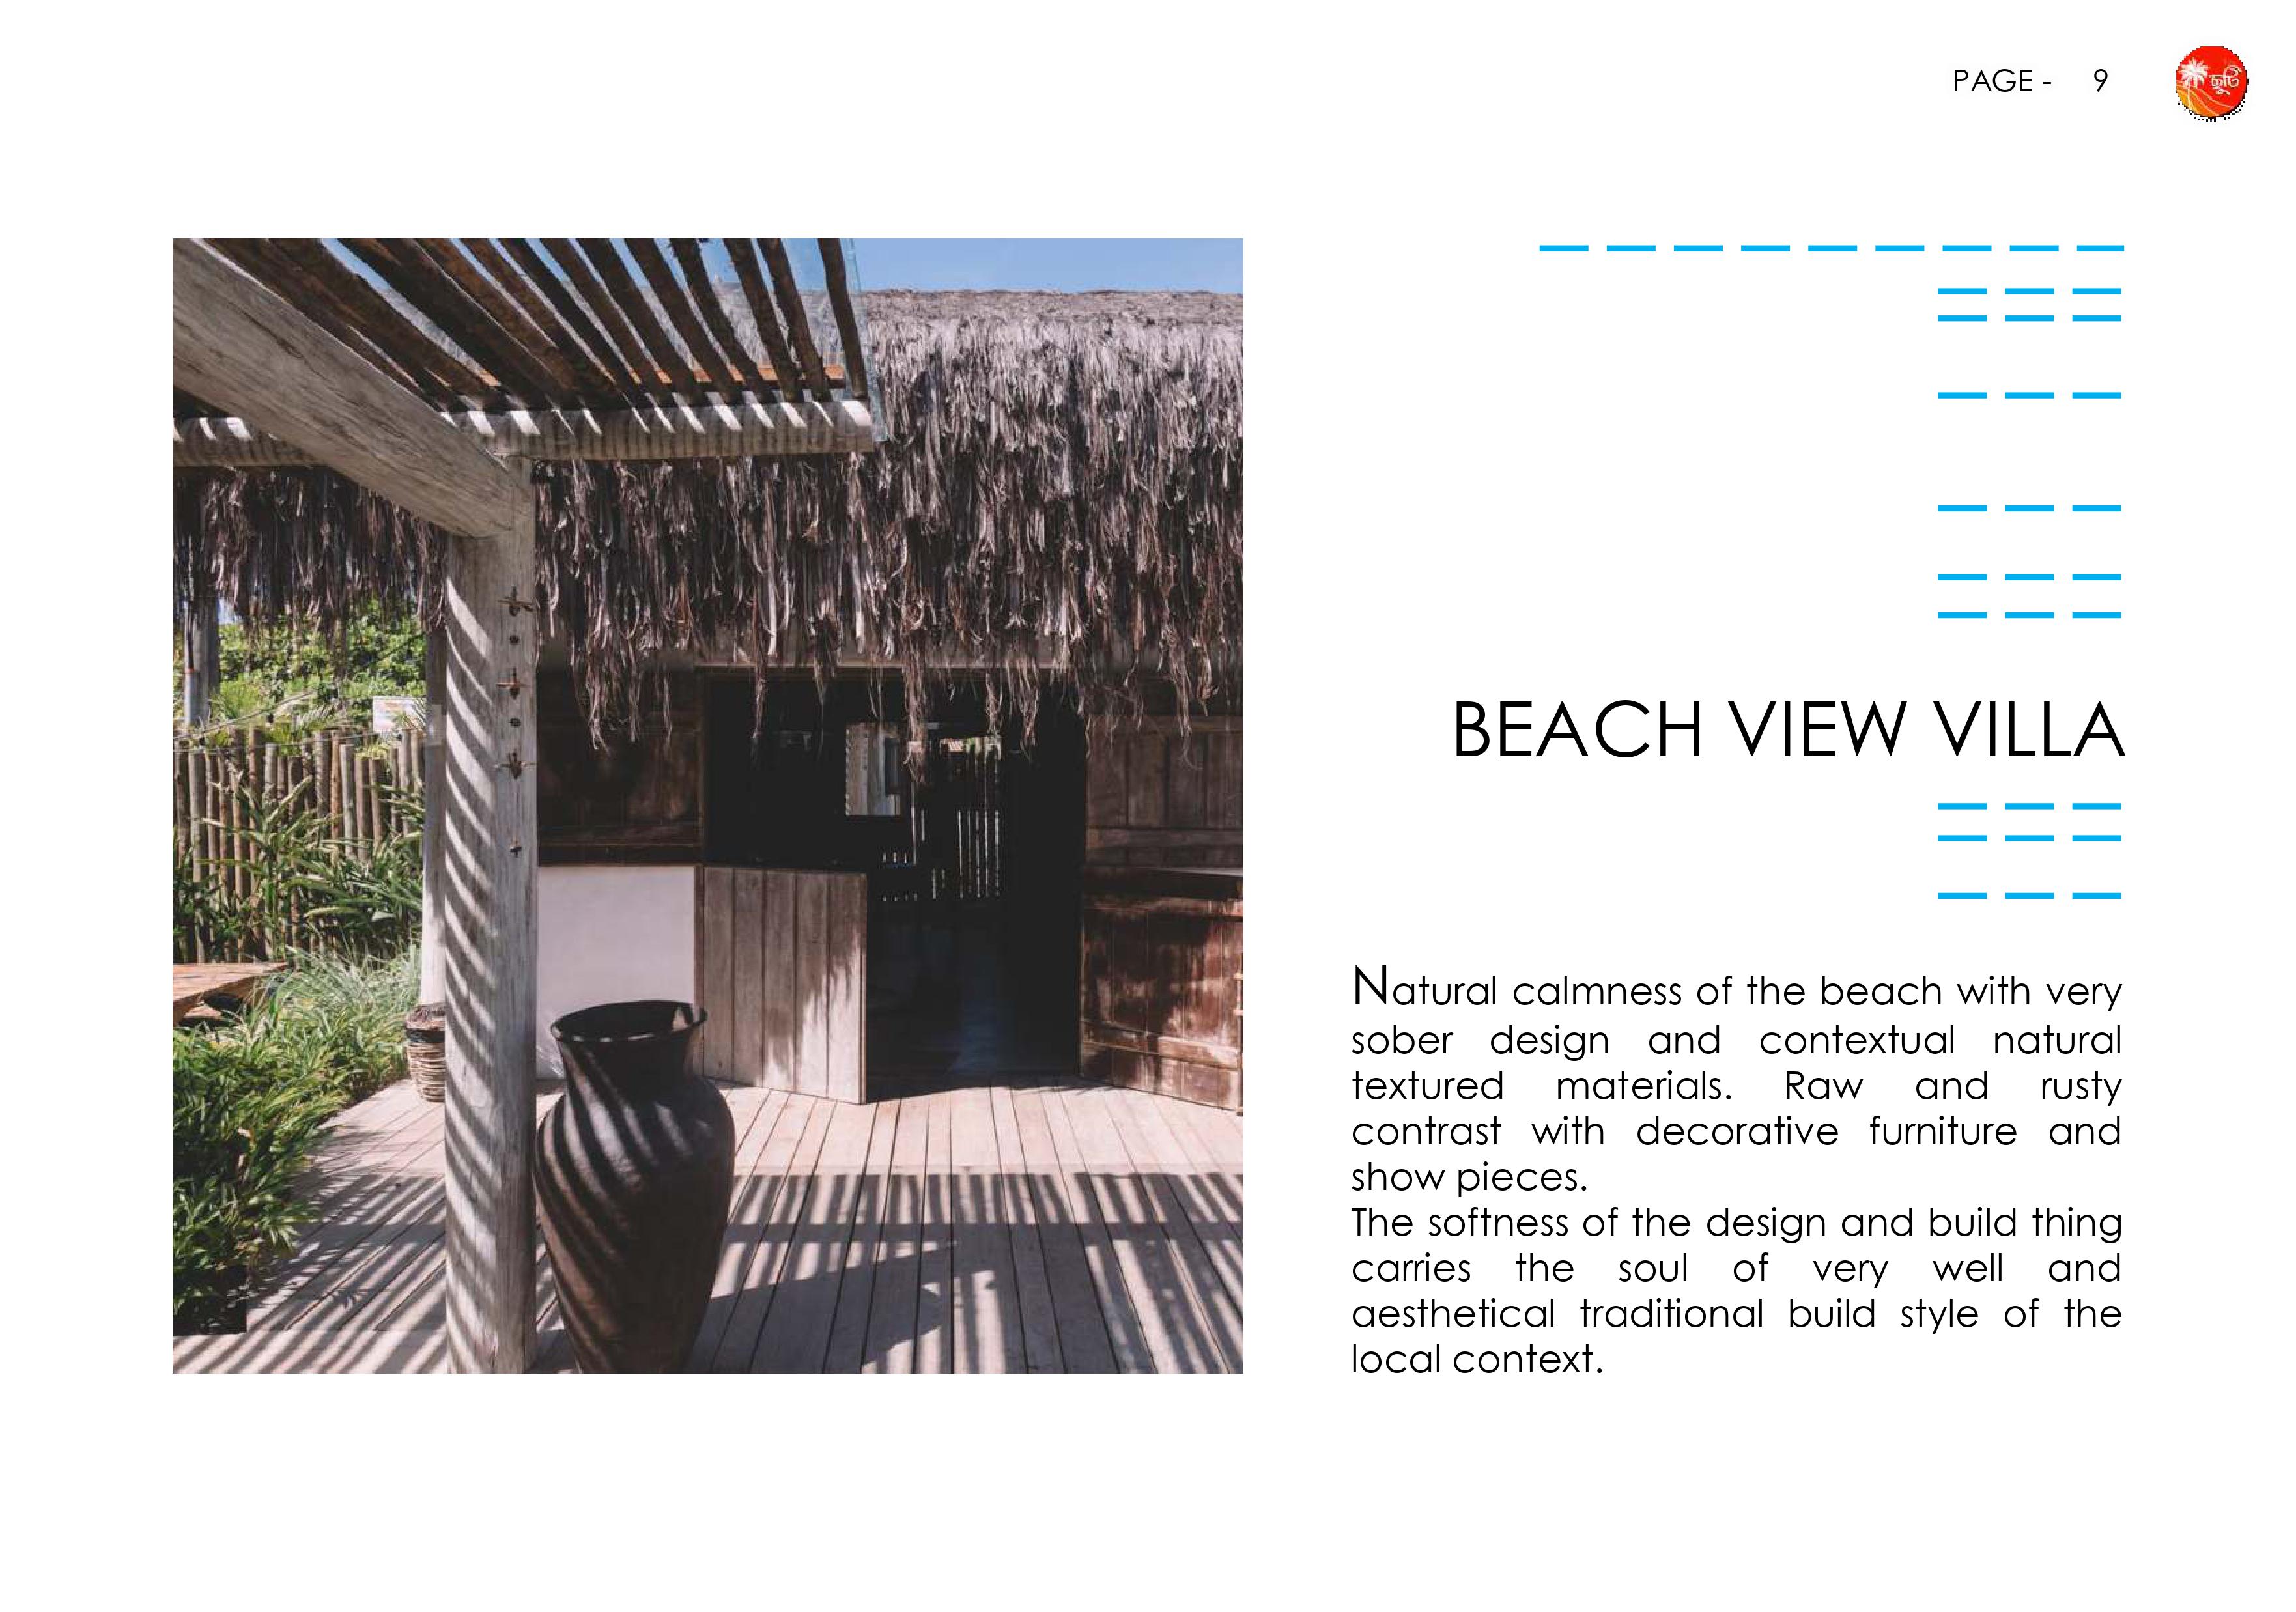 PAGE - 9
ছুটি
BEACH VIEW VILLA
Natural calmness of the beach with very
sober design and contextual natural
textured materials. Raw and rusty
contrast with decorative furniture and
show pieces.
The softness of the design and build thing
carries the soul of very well and
aesthetical traditional build style of the
local context.